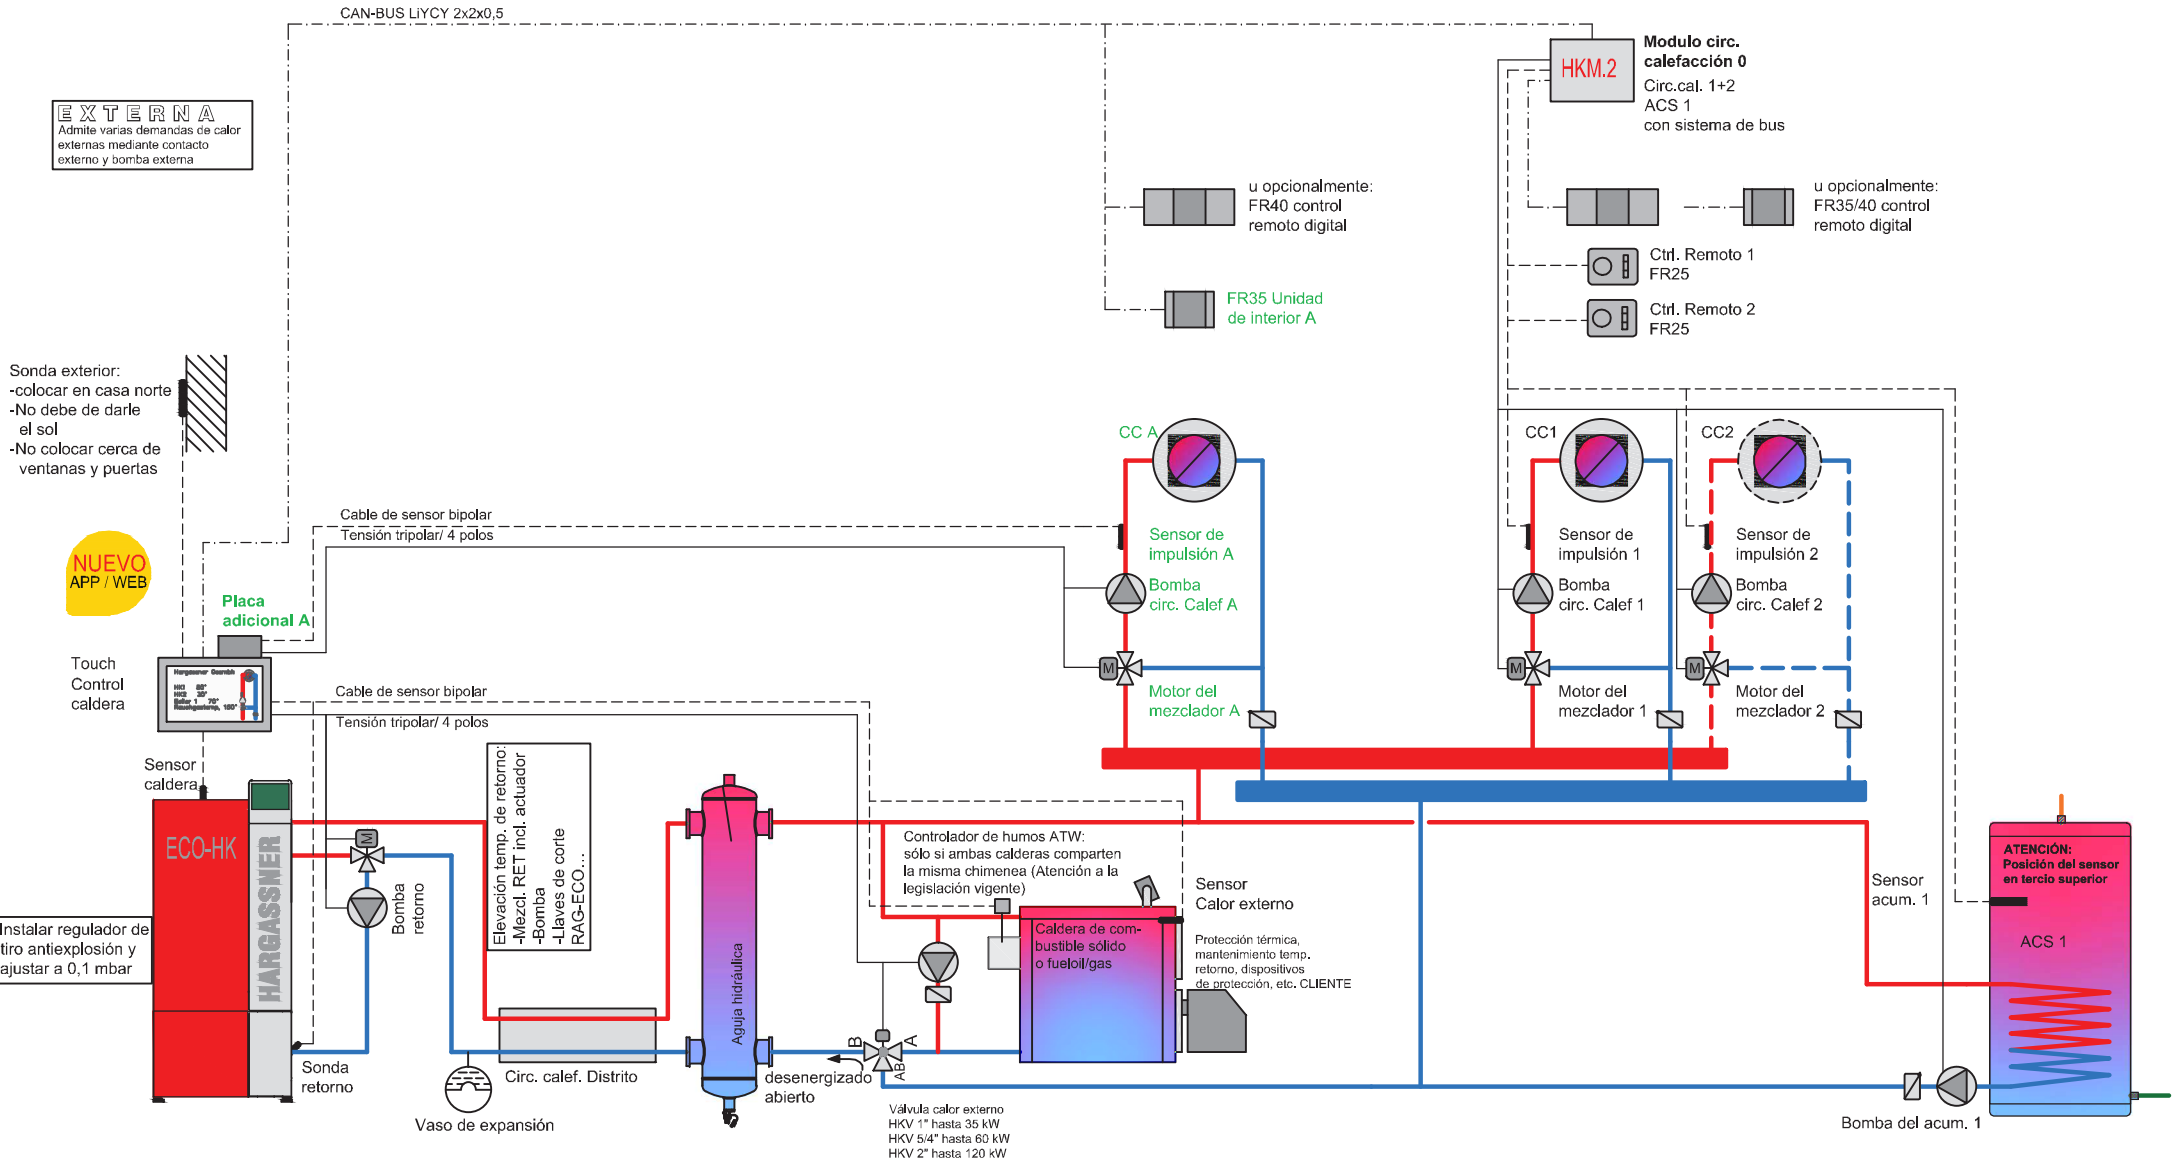 CAN-BUS LiYCY 2x2x0,5
EXTERNA
Admite varias demandas de calor
externas mediante contacto
externo y bomba externa
HKM.2
Modulo circ.
calefacción 0
Circ.cal. 1+2
ACS 1
con sistema de bus
u opcionalmente:
FR40 control
remoto digital
u opcionalmente:
FR35/40 control
remoto digital
Ctrl. Remoto 1
FR25
Ctrl. Remoto 2
FR25
FR35 Unidad
de interior A
Sonda exterior:
-colocar en casa norte
-No debe de darle
el sol
-No colocar cerca de
ventanas y puertas
NUEVO
APP / WEB
Placa
adicional A
Touch
Control
caldera
Hargassner GesmbH
HK1 60°
HK2 30°
Boiler 1 70°
Rauchgastemp. 160°
Cable de sensor bipolar
Tensión tripolar/ 4 polos
Cable de sensor bipolar
Tensión tripolar/ 4 polos
CC A
Sensor de
impulsión A
Bomba
circ. Calef A
M
Motor del
mezclador A
CC1
Sensor de
impulsión 1
Bomba
circ. Calef 1
M
Motor del
mezclador 1
CC2
Sensor de
impulsión 2
Bomba
circ. Calef 2
M
Motor del
mezclador 2
Sensor
caldera
ECO-HK
HARGASSNER
Instalar regulador de
tiro antiexplosión y
ajustar a 0,1 mbar
M
Bomba
retorno
Sonda
retorno
Elevación temp. de retorno:
-Mezcl. RET incl. actuador
-Bomba
-Llaves de corte
RAG-ECO...
Vaso de expansión
Circ. calef. Distrito
Aguja hidráulica
desenergizado
abierto
B
A
AB
Válvula calor externo
HKV 1" hasta 35 kW
HKV 5/4" hasta 60 kW
HKV 2" hasta 120 kW
Controlador de humos ATW:
sólo si ambas calderas comparten
la misma chimenea (Atención a la
legislación vigente)
Caldera de com-
bustible sólido
o fueloil/gas
Sensor
Calor externo
Protección térmica,
mantenimiento temp.
retorno, dispositivos
de protección, etc. CLIENTE
Sensor
acum. 1
ATENCIÓN:
Posición del sensor
en tercio superior
ACS 1
Bomba del acum. 1